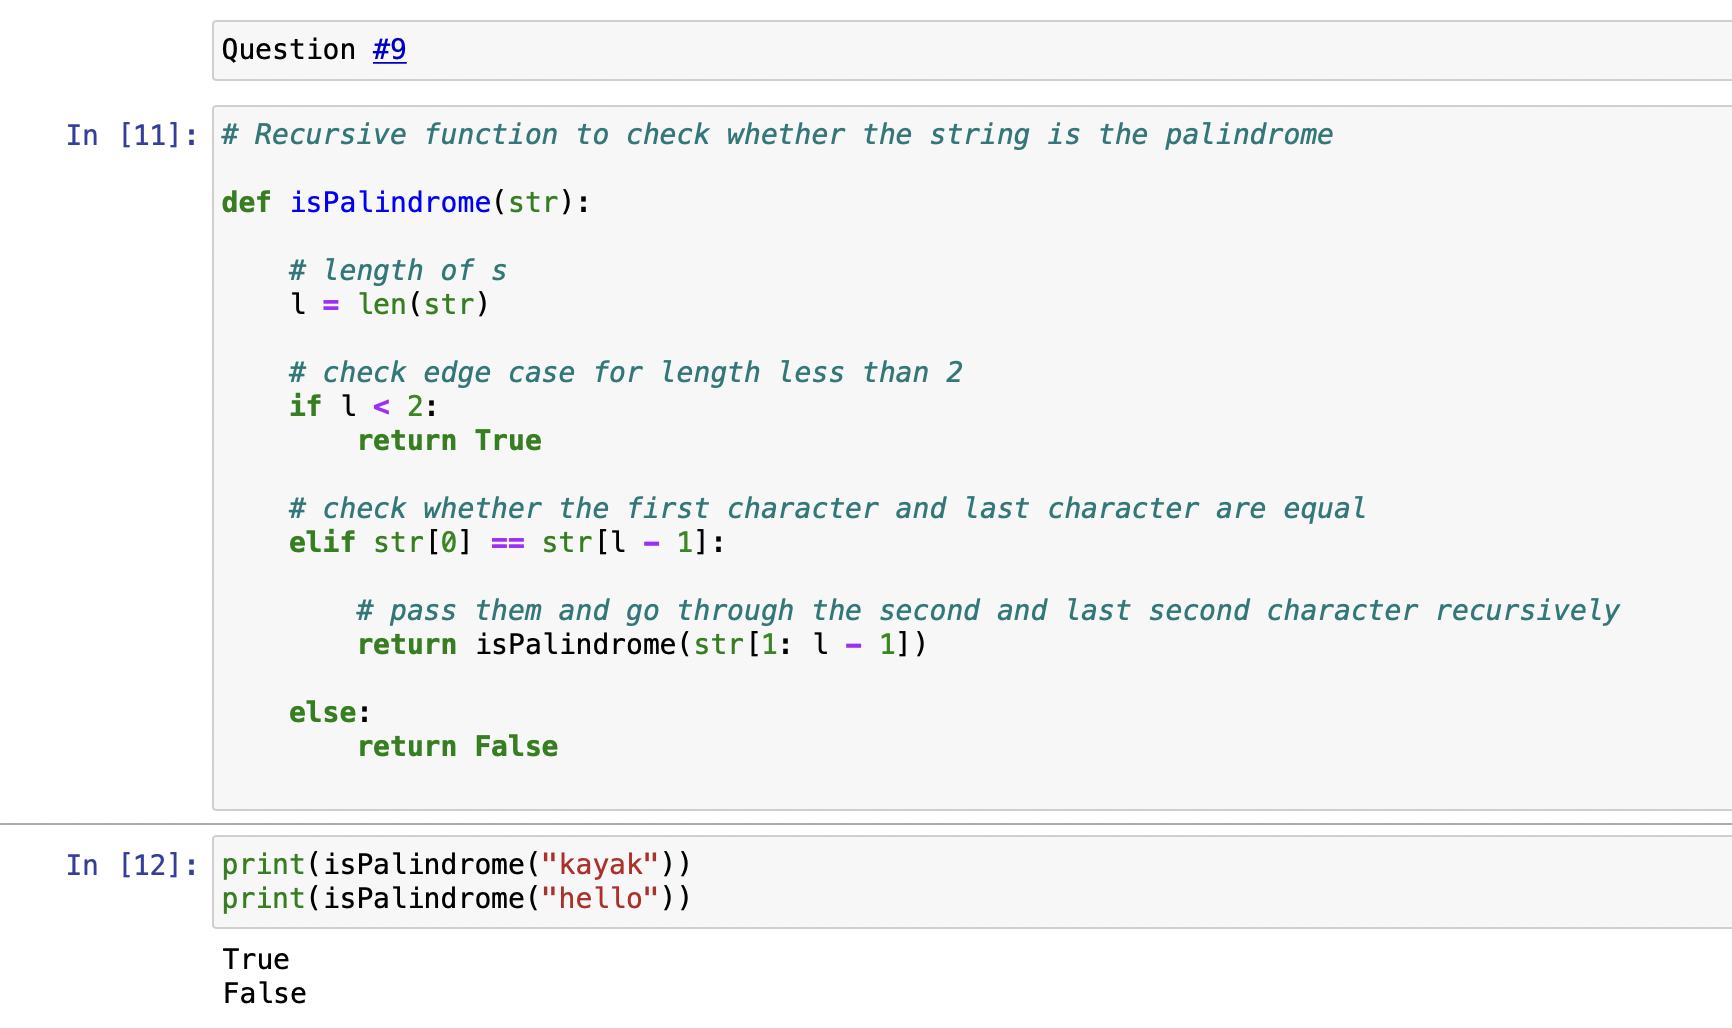 Question #9
In [11]:
# Recursive function to check whether the string is the palindrome
def isPalindrome(str):
    # length of s
    l = len(str)
    # check edge case for length less than 2
    if l < 2:
        return True
    # check whether the first character and last character are equal
    elif str[0] == str[l - 1]:
        # pass them and go through the second and last second character recursively
        return isPalindrome(str[1: l - 1])
    else:
        return False
In [12]:
print(isPalindrome("kayak"))
print(isPalindrome("hello"))
True
False